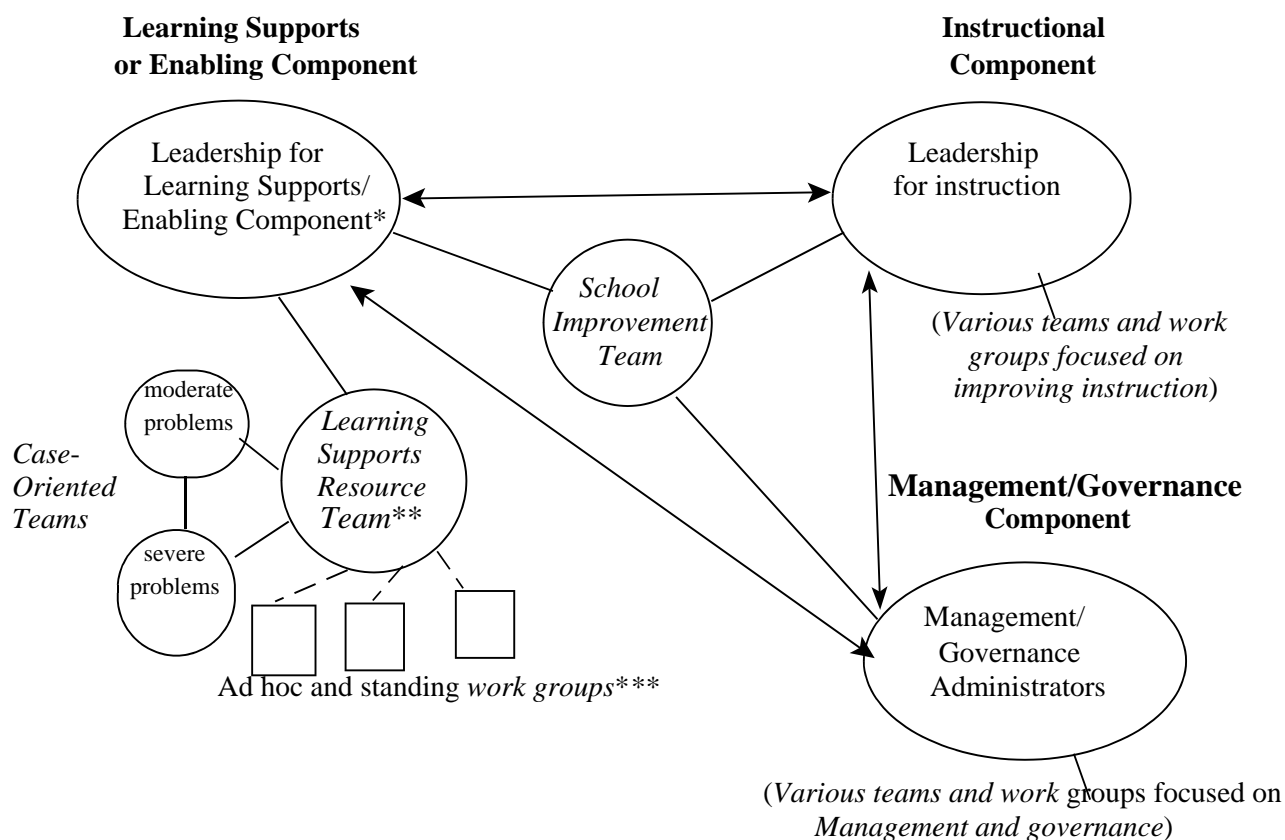 Learning Supports
or Enabling Component
Instructional
Component
Leadership for
Learning Supports/
Enabling Component*
Leadership
for instruction
School
Improvement
Team
(Various teams and work
groups focused on
improving instruction)
moderate
problems
Case-
Oriented
Teams
severe
problems
Learning
Supports
Resource
Team**
Ad hoc and standing work groups***
Management/Governance
Component
Management/
Governance
Administrators
(Various teams and work groups focused on
Management and governance)